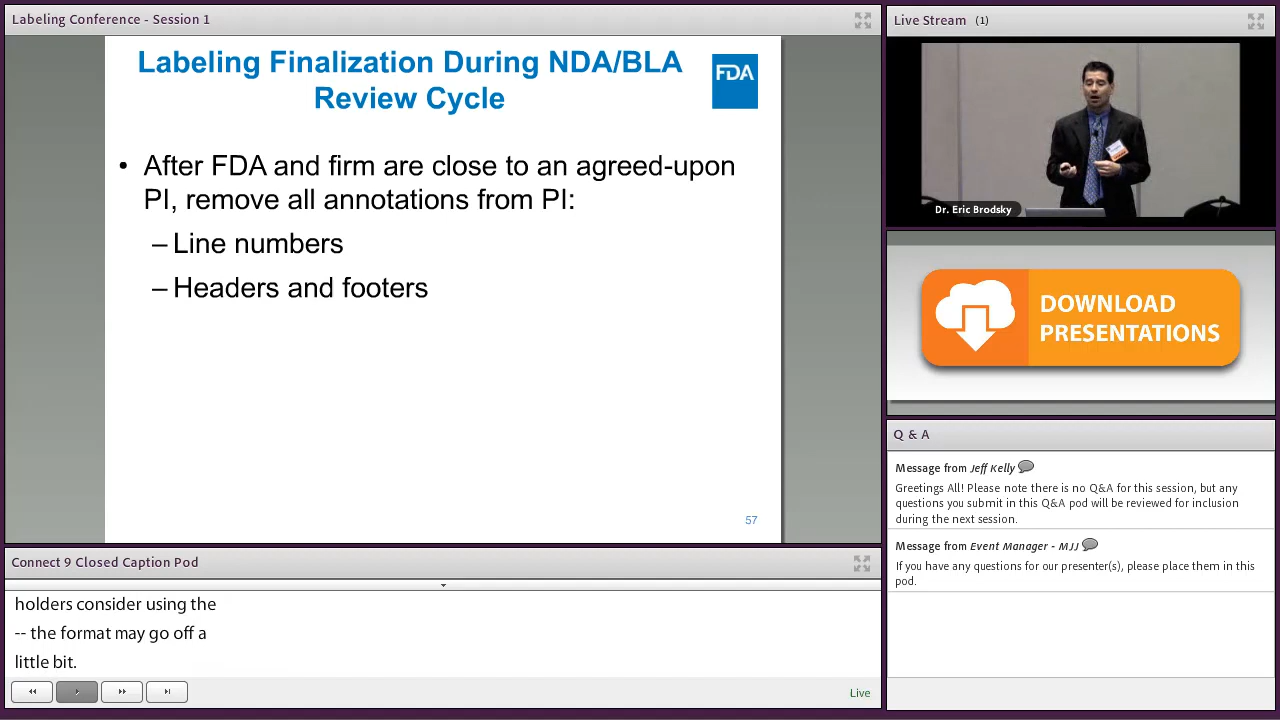 Labeling Conference - Session 1
Labeling Finalization During NDA/BLA
Review Cycle
FDA
• After FDA and firm are close to an agreed-upon
PI, remove all annotations from PI:
– Line numbers
– Headers and footers
57
Connect 9 Closed Caption Pod
holders consider using the
-- the format may go off a
little bit.
Live
Live Stream (1)
Dr. Eric Brodsky
DOWNLOAD
PRESENTATIONS
Q & A
Message from Jeff Kelly
Greetings All! Please note there is no Q&A for this session, but any
questions you submit in this Q&A pod will be reviewed for inclusion
during the next session.
Message from Event Manager - MJJ
If you have any questions for our presenter(s), please place them in this
pod.